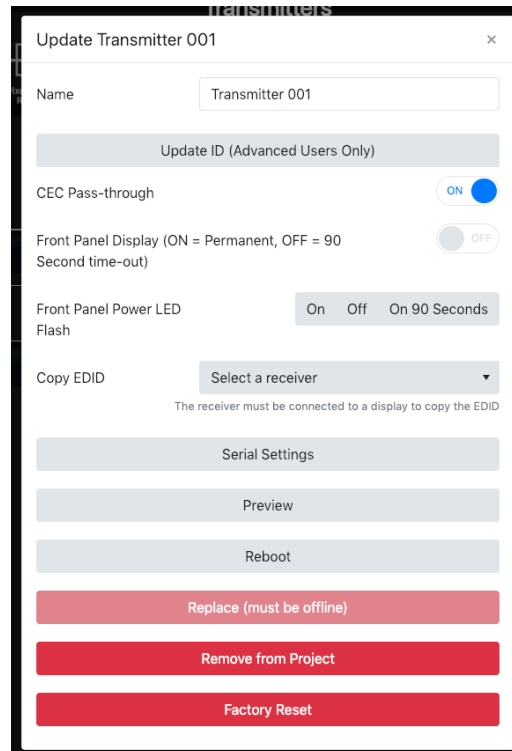 Transmitters
Update Transmitter 001
×
Name
Transmitter 001
Update ID (Advanced Users Only)
CEC Pass-through
ON
Front Panel Display (ON = Permanent, OFF = 90
Second time-out)
OFF
Front Panel Power LED
Flash
On Off On 90 Seconds
Copy EDID
Select a receiver
The receiver must be connected to a display to copy the EDID
Serial Settings
Preview
Reboot
Replace (must be offline)
Remove from Project
Factory Reset